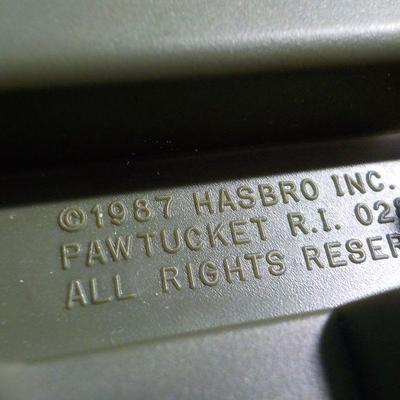 ©1987 HASBRO INC.
PAWTUCKET R.I. 02
ALL RIGHTS RESER